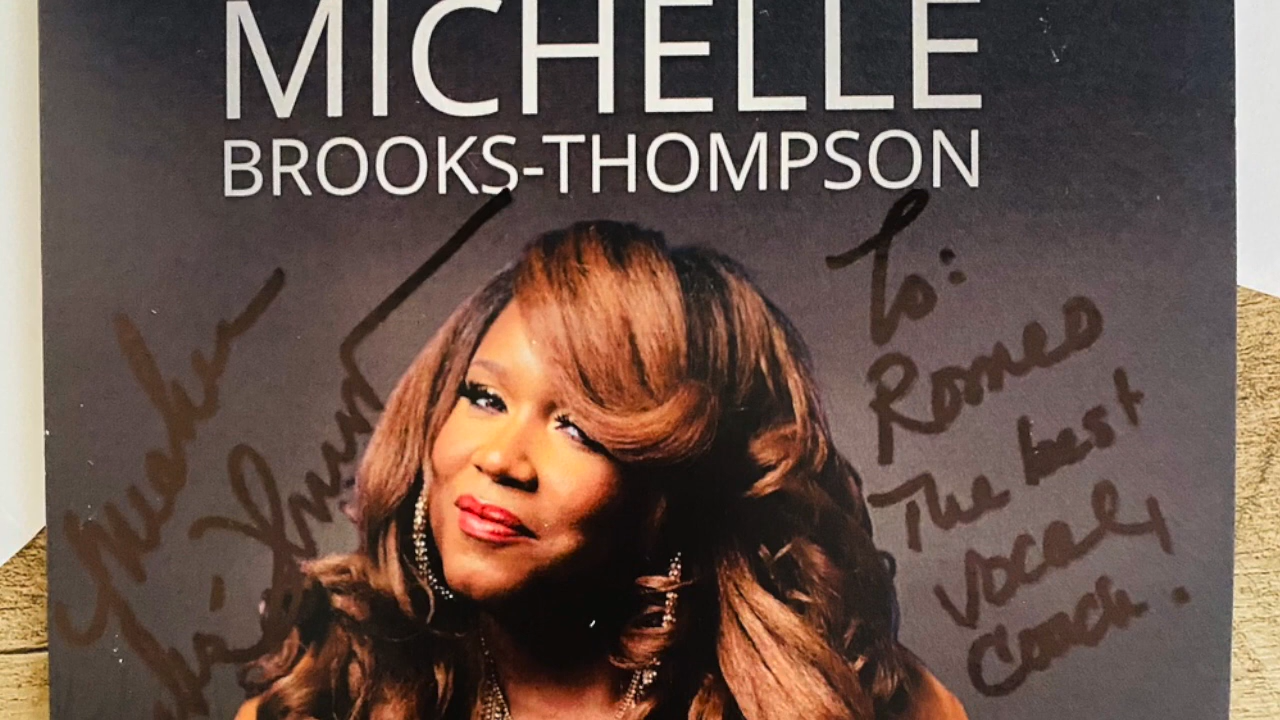 MICHELLE
BROOKS-THOMPSON
To:
Romeo
The best
vocal
Coach.